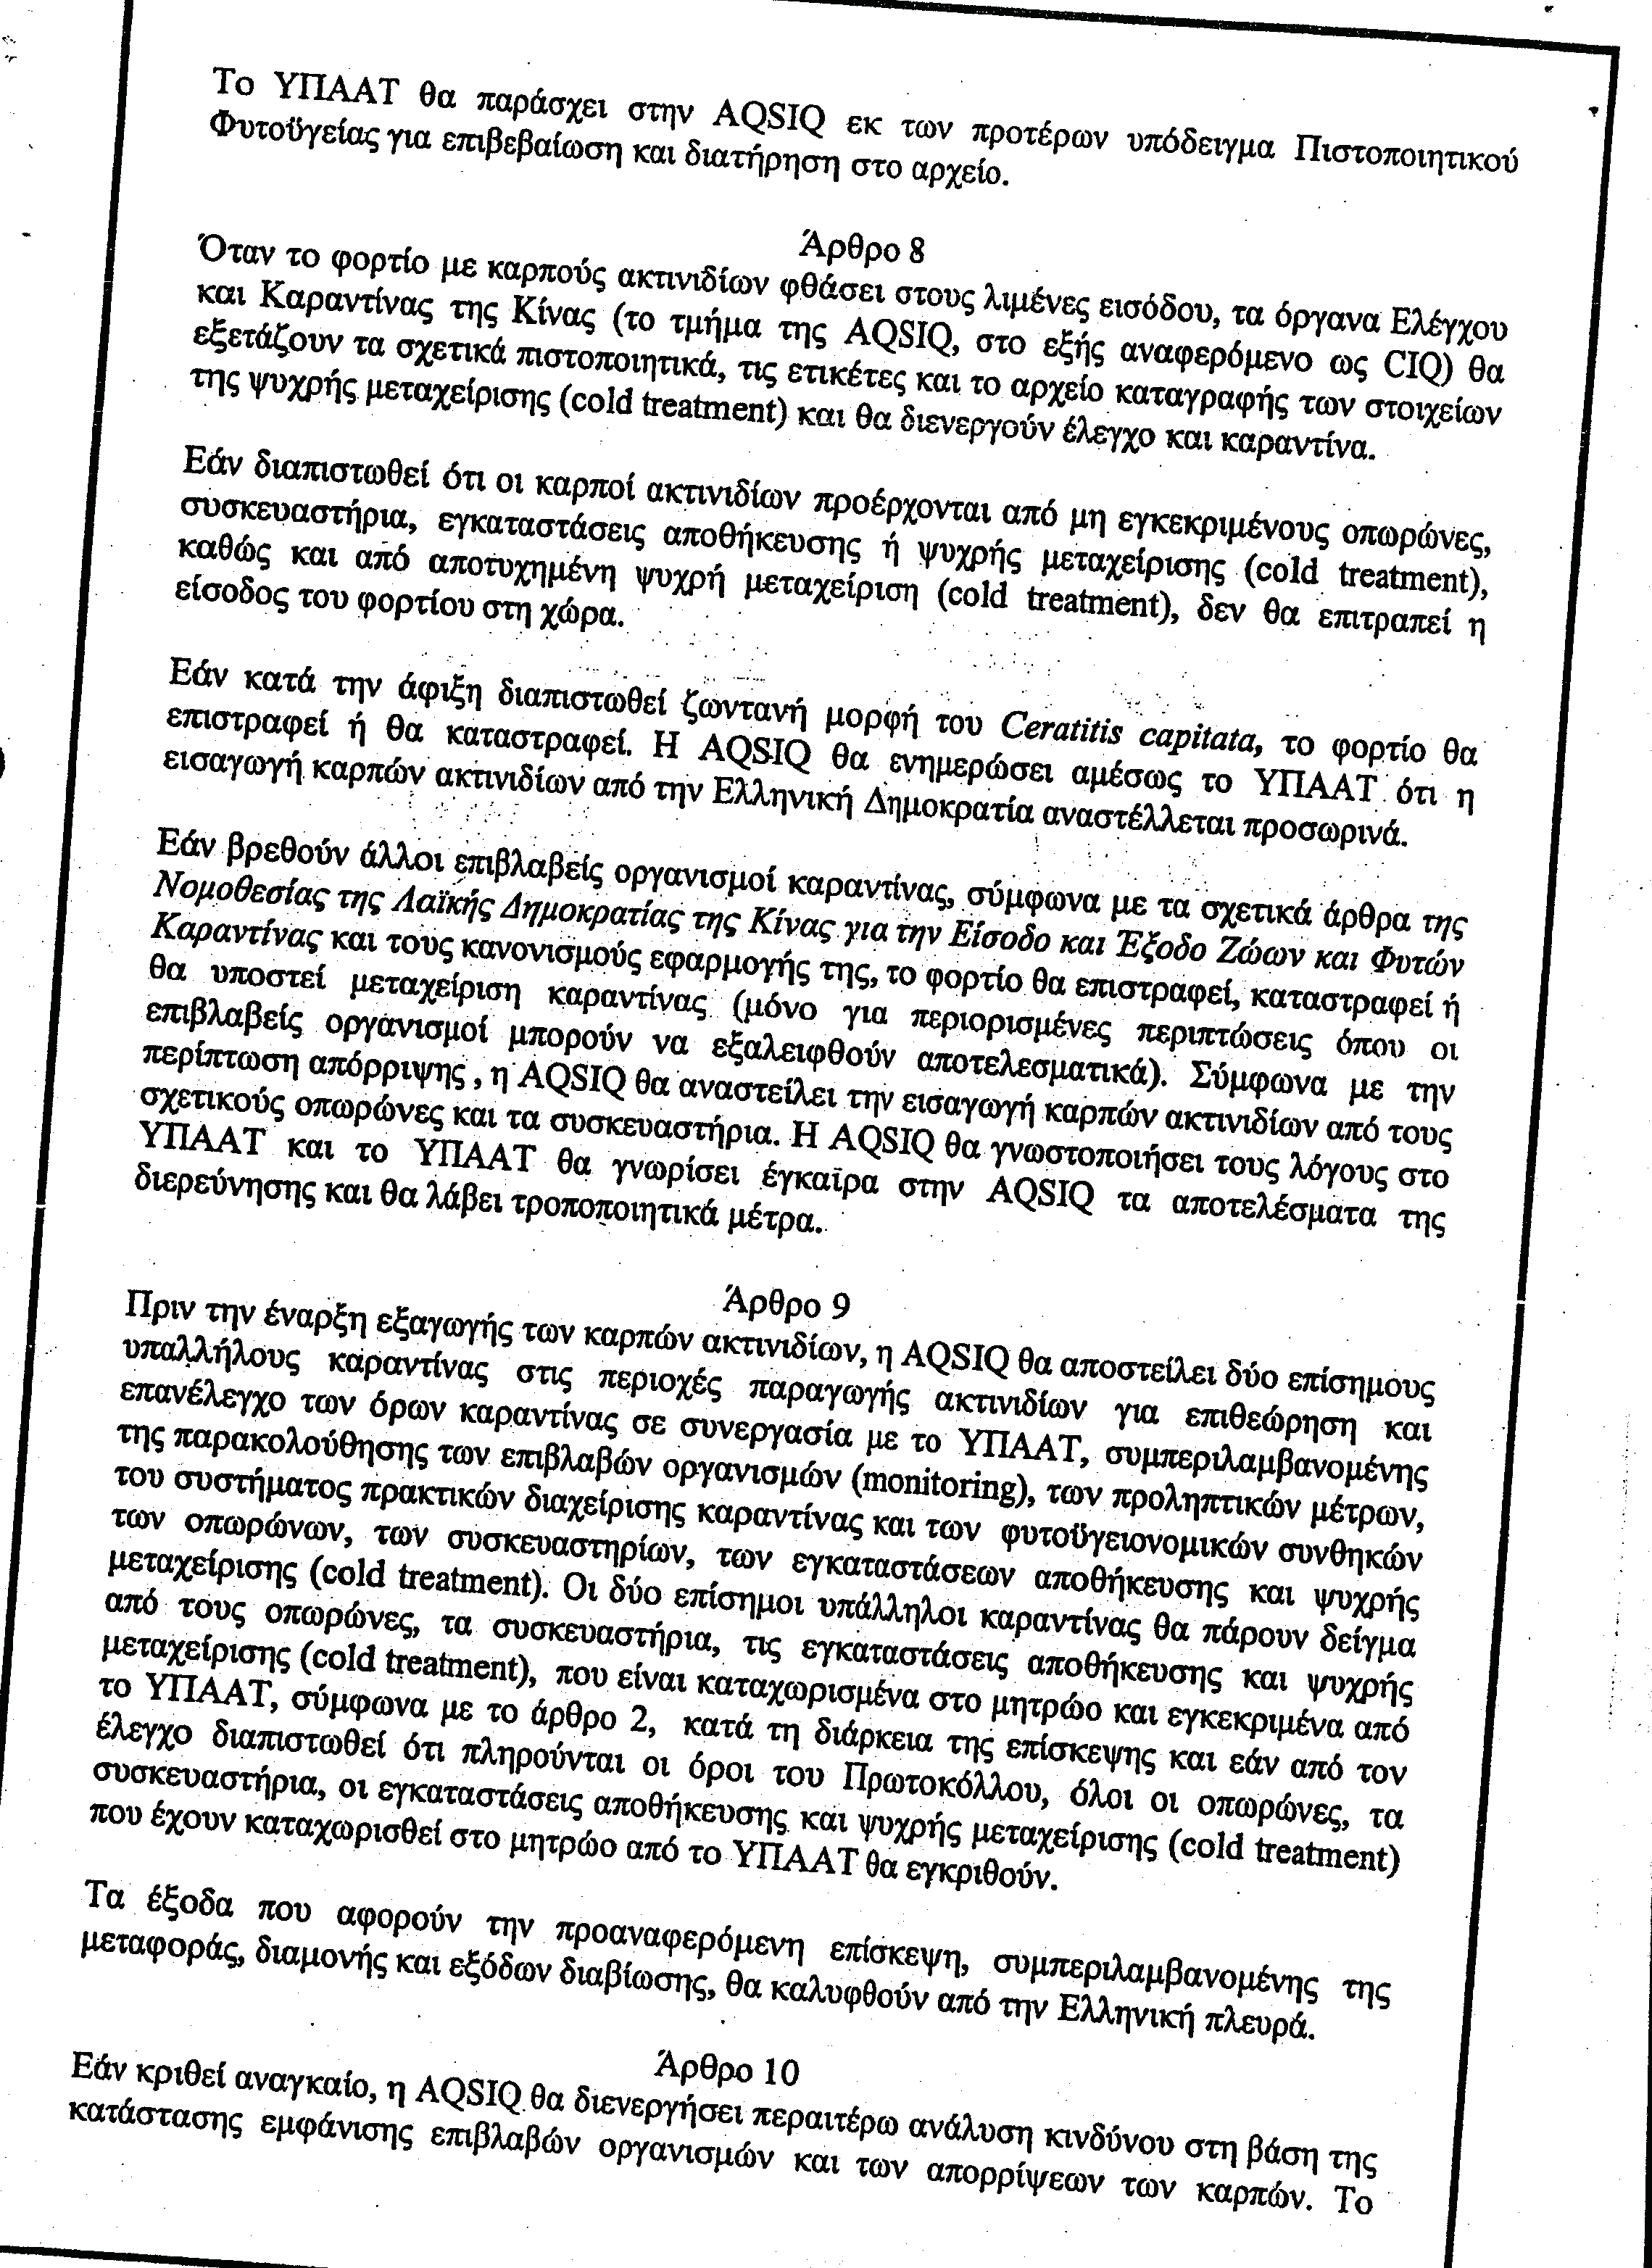 Το ΥΠΑΑΤ θα παράσχει στην AQSIQ εκ των προτέρων υπόδειγμα Πιστοποιητικού
Φυτοϋγείας για επιβεβαίωση και διατήρηση στο αρχείο.
Άρθρο 8
Όταν το φορτίο με καρπούς ακτινιδίων φθάσει στους λιμένες εισόδου, τα όργανα Ελέγχου
και Καραντίνας της Κίνας (το τμήμα της AQSIQ, στο εξής αναφερόμενο ως CIQ) θα
εξετάζουν τα σχετικά πιστοποιητικά, τις ετικέτες και το αρχείο καταγραφής των στοιχείων
της ψυχρής μεταχείρισης (cold treatment) και θα διενεργούν έλεγχο και καραντίνα.
Εάν διαπιστωθεί ότι οι καρποί ακτινιδίων προέρχονται από μη εγκεκριμένους οπωρώνες,
συσκευαστήρια, εγκαταστάσεις αποθήκευσης ή ψυχρής μεταχείρισης (cold treatment),
καθώς και από αποτυχημένη ψυχρή μεταχείριση (cold treatment), δεν θα επιτραπεί η
είσοδος του φορτίου στη χώρα.
Εάν κατά την άφιξη διαπιστωθεί ζωντανή μορφή του Ceratitis capitata, το φορτίο θα
επιστραφεί ή θα καταστραφεί. Η AQSIQ θα ενημερώσει αμέσως το ΥΠΑΑΤ ότι η
εισαγωγή καρπών ακτινιδίων από την Ελληνική Δημοκρατία αναστέλλεται προσωρινά.
Εάν βρεθούν άλλοι επιβλαβείς οργανισμοί καραντίνας, σύμφωνα με τα σχετικά άρθρα της
Νομοθεσίας της Λαϊκής Δημοκρατίας της Κίνας για την Είσοδο και Έξοδο Ζώων και Φυτών
Καραντίνας και τους κανονισμούς εφαρμογής της, το φορτίο θα επιστραφεί, καταστραφεί ή
θα υποστεί μεταχείριση καραντίνας (μόνο για περιορισμένες περιπτώσεις όπου οι
επιβλαβείς οργανισμοί μπορούν να εξαλειφθούν αποτελεσματικά). Σύμφωνα με την
περίπτωση απόρριψης , η AQSIQ θα αναστείλει την εισαγωγή καρπών ακτινιδίων από τους
σχετικούς οπωρώνες και τα συσκευαστήρια. Η AQSIQ θα γνωστοποιήσει τους λόγους στο
ΥΠΑΑΤ και το ΥΠΑΑΤ θα γνωρίσει έγκαιρα στην AQSIQ τα αποτελέσματα της
διερεύνησης και θα λάβει τροποποιητικά μέτρα.
Άρθρο 9
Πριν την έναρξη εξαγωγής των καρπών ακτινιδίων, η AQSIQ θα αποστείλει δύο επίσημους
υπαλλήλους καραντίνας στις περιοχές παραγωγής ακτινιδίων για επιθεώρηση και
επανέλεγχο των όρων καραντίνας σε συνεργασία με το ΥΠΑΑΤ, συμπεριλαμβανομένης
της παρακολούθησης των επιβλαβών οργανισμών (monitoring), των προληπτικών μέτρων,
του συστήματος πρακτικών διαχείρισης καραντίνας και των φυτοϋγειονομικών συνθηκών
των οπωρώνων, των συσκευαστηρίων, των εγκαταστάσεων αποθήκευσης και ψυχρής
μεταχείρισης (cold treatment). Οι δύο επίσημοι υπάλληλοι καραντίνας θα πάρουν δείγμα
από τους οπωρώνες, τα συσκευαστήρια, τις εγκαταστάσεις αποθήκευσης και ψυχρής
μεταχείρισης (cold treatment), που είναι καταχωρισμένα στο μητρώο και εγκεκριμένα από
το ΥΠΑΑΤ, σύμφωνα με το άρθρο 2, κατά τη διάρκεια της επίσκεψης και εάν από τον
έλεγχο διαπιστωθεί ότι πληρούνται οι όροι του Πρωτοκόλλου, όλοι οι οπωρώνες, τα
συσκευαστήρια, οι εγκαταστάσεις αποθήκευσης και ψυχρής μεταχείρισης (cold treatment)
που έχουν καταχωρισθεί στο μητρώο από το ΥΠΑΑΤ θα εγκριθούν.
Τα έξοδα που αφορούν την προαναφερόμενη επίσκεψη, συμπεριλαμβανομένης της
μεταφοράς, διαμονής και εξόδων διαβίωσης, θα καλυφθούν από την Ελληνική πλευρά.
Άρθρο 10
Εάν κριθεί αναγκαίο, η AQSIQ θα διενεργήσει περαιτέρω ανάλυση κινδύνου στη βάση της
κατάστασης εμφάνισης επιβλαβών οργανισμών και των απορρίψεων των καρπών. Το